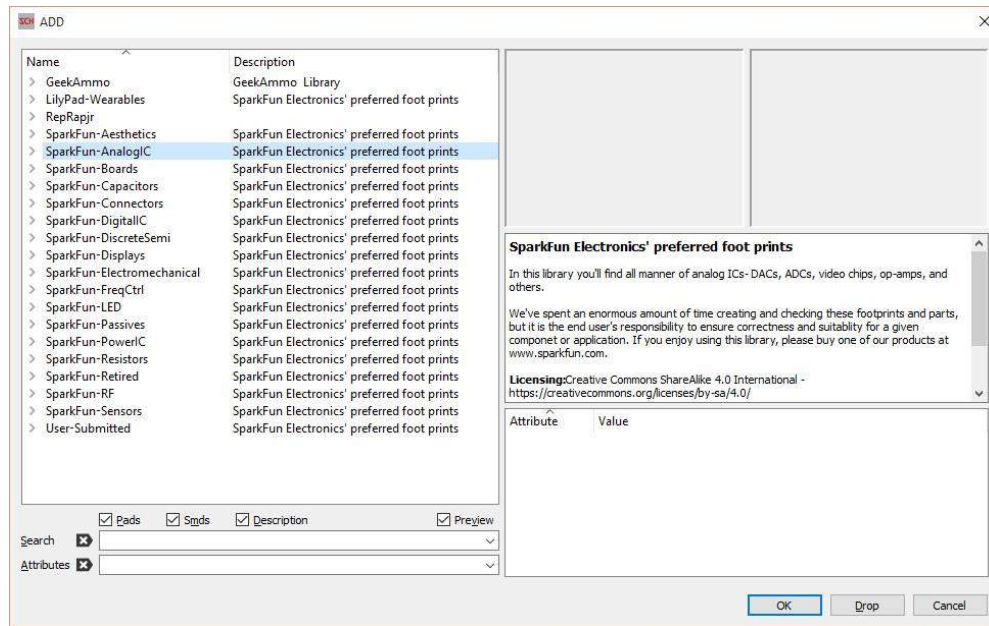 SCH ADD
Name Description
GeekAmmo GeekAmmo Library
LilyPad-Wearables SparkFun Electronics' preferred foot prints
RepRapjr
SparkFun-Aesthetics SparkFun Electronics' preferred foot prints
SparkFun-AnalogIC SparkFun Electronics' preferred foot prints
SparkFun-Boards SparkFun Electronics' preferred foot prints
SparkFun-Capacitors SparkFun Electronics' preferred foot prints
SparkFun-Connectors SparkFun Electronics' preferred foot prints
SparkFun-DigitalIC SparkFun Electronics' preferred foot prints
SparkFun-DiscreteSemi SparkFun Electronics' preferred foot prints
SparkFun-Displays SparkFun Electronics' preferred foot prints
SparkFun-Electromechanical SparkFun Electronics' preferred foot prints
SparkFun-FreqCtrl SparkFun Electronics' preferred foot prints
SparkFun-LED SparkFun Electronics' preferred foot prints
SparkFun-Passives SparkFun Electronics' preferred foot prints
SparkFun-PowerIC SparkFun Electronics' preferred foot prints
SparkFun-Resistors SparkFun Electronics' preferred foot prints
SparkFun-Retired SparkFun Electronics' preferred foot prints
SparkFun-RF SparkFun Electronics' preferred foot prints
SparkFun-Sensors SparkFun Electronics' preferred foot prints
User-Submitted SparkFun Electronics' preferred foot prints
Pads Smds Description Preview
Search
Attributes
SparkFun Electronics' preferred foot prints
In this library you'll find all manner of analog ICs- DACs, ADCs, video chips, op-amps, and
others.
We've spent an enormous amount of time creating and checking these footprints and parts,
but it is the end user's responsibility to ensure correctness and suitablity for a given
componet or application. If you enjoy using this library, please buy one of our products at
www.sparkfun.com.
Licensing:Creative Commons ShareAlike 4.0 International -
https://creativecommons.org/licenses/by-sa/4.0/
Attribute Value
OK Drop Cancel